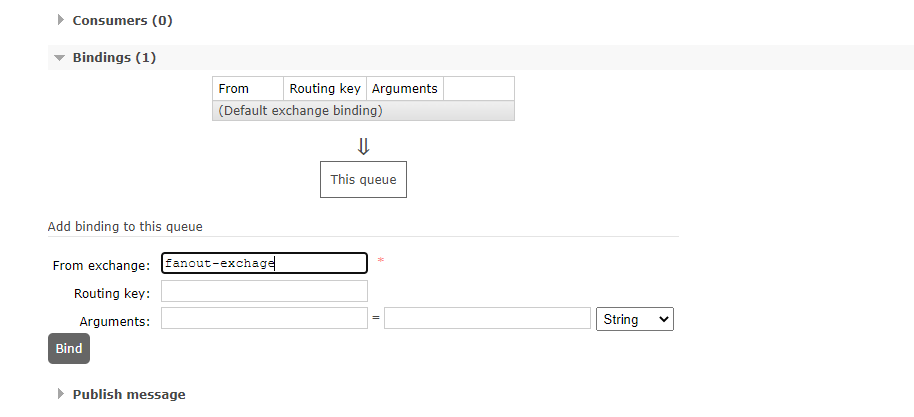 Consumers (0)
Bindings (1)
From Routing key Arguments
(Default exchange binding)
⇓
This queue
Add binding to this queue
From exchange: fanout-exchage *
Routing key:
Arguments: = String
Bind
Publish message